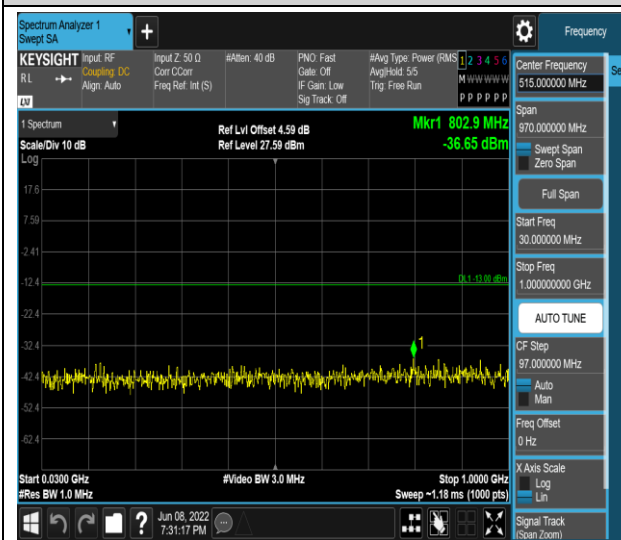 Spectrum Analyzer 1
Swept SA
Frequency
KEYSIGHT
RL
LXI
Input: RF
Coupling: DC
Align: Auto
Input Z: 50 Ω
Corr CCorr
Freq Ref: Int (S)
#Atten: 40 dB
PNO: Fast
Gate: Off
IF Gain: Low
Sig Track: Off
#Avg Type: Power (RMS
Avg|Hold: 5/5
Trig: Free Run
1 2 3 4 5 6
M W W W W W
P P P P P P
1 Spectrum
Scale/Div 10 dB
Log
Ref Lvl Offset 4.59 dB
Ref Level 27.59 dBm
Mkr1 802.9 MHz
-36.65 dBm
17.6
7.59
-2.41
-12.4
-22.4
-32.4
-42.4
-52.4
-62.4
DL1 -13.00 dBm
1
Start 0.0300 GHz
#Res BW 1.0 MHz
#Video BW 3.0 MHz
Stop 1.0000 GHz
Sweep ~1.18 ms (1000 pts)
Jun 08, 2022
7:31:17 PM
Center Frequency
515.000000 MHz
Se
Span
970.000000 MHz
Swept Span
Zero Span
Full Span
Start Freq
30.000000 MHz
Stop Freq
1.000000000 GHz
AUTO TUNE
CF Step
97.000000 MHz
Auto
Man
Freq Offset
0 Hz
X Axis Scale
Log
Lin
Signal Track
(Span Zoom)